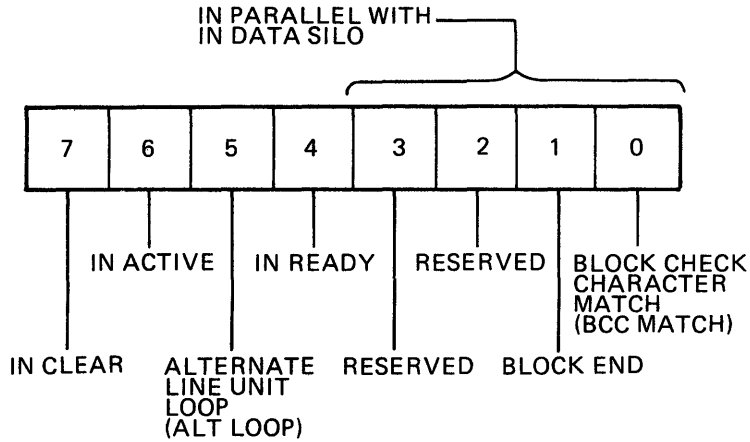 IN PARALLEL WITH
IN DATA SILO
7 6 5 4 3 2 1 0
IN ACTIVE
IN READY
RESERVED
BLOCK CHECK
CHARACTER
MATCH
(BCC MATCH)
IN CLEAR
ALTERNATE
LINE UNIT
LOOP
(ALT LOOP)
RESERVED
BLOCK END